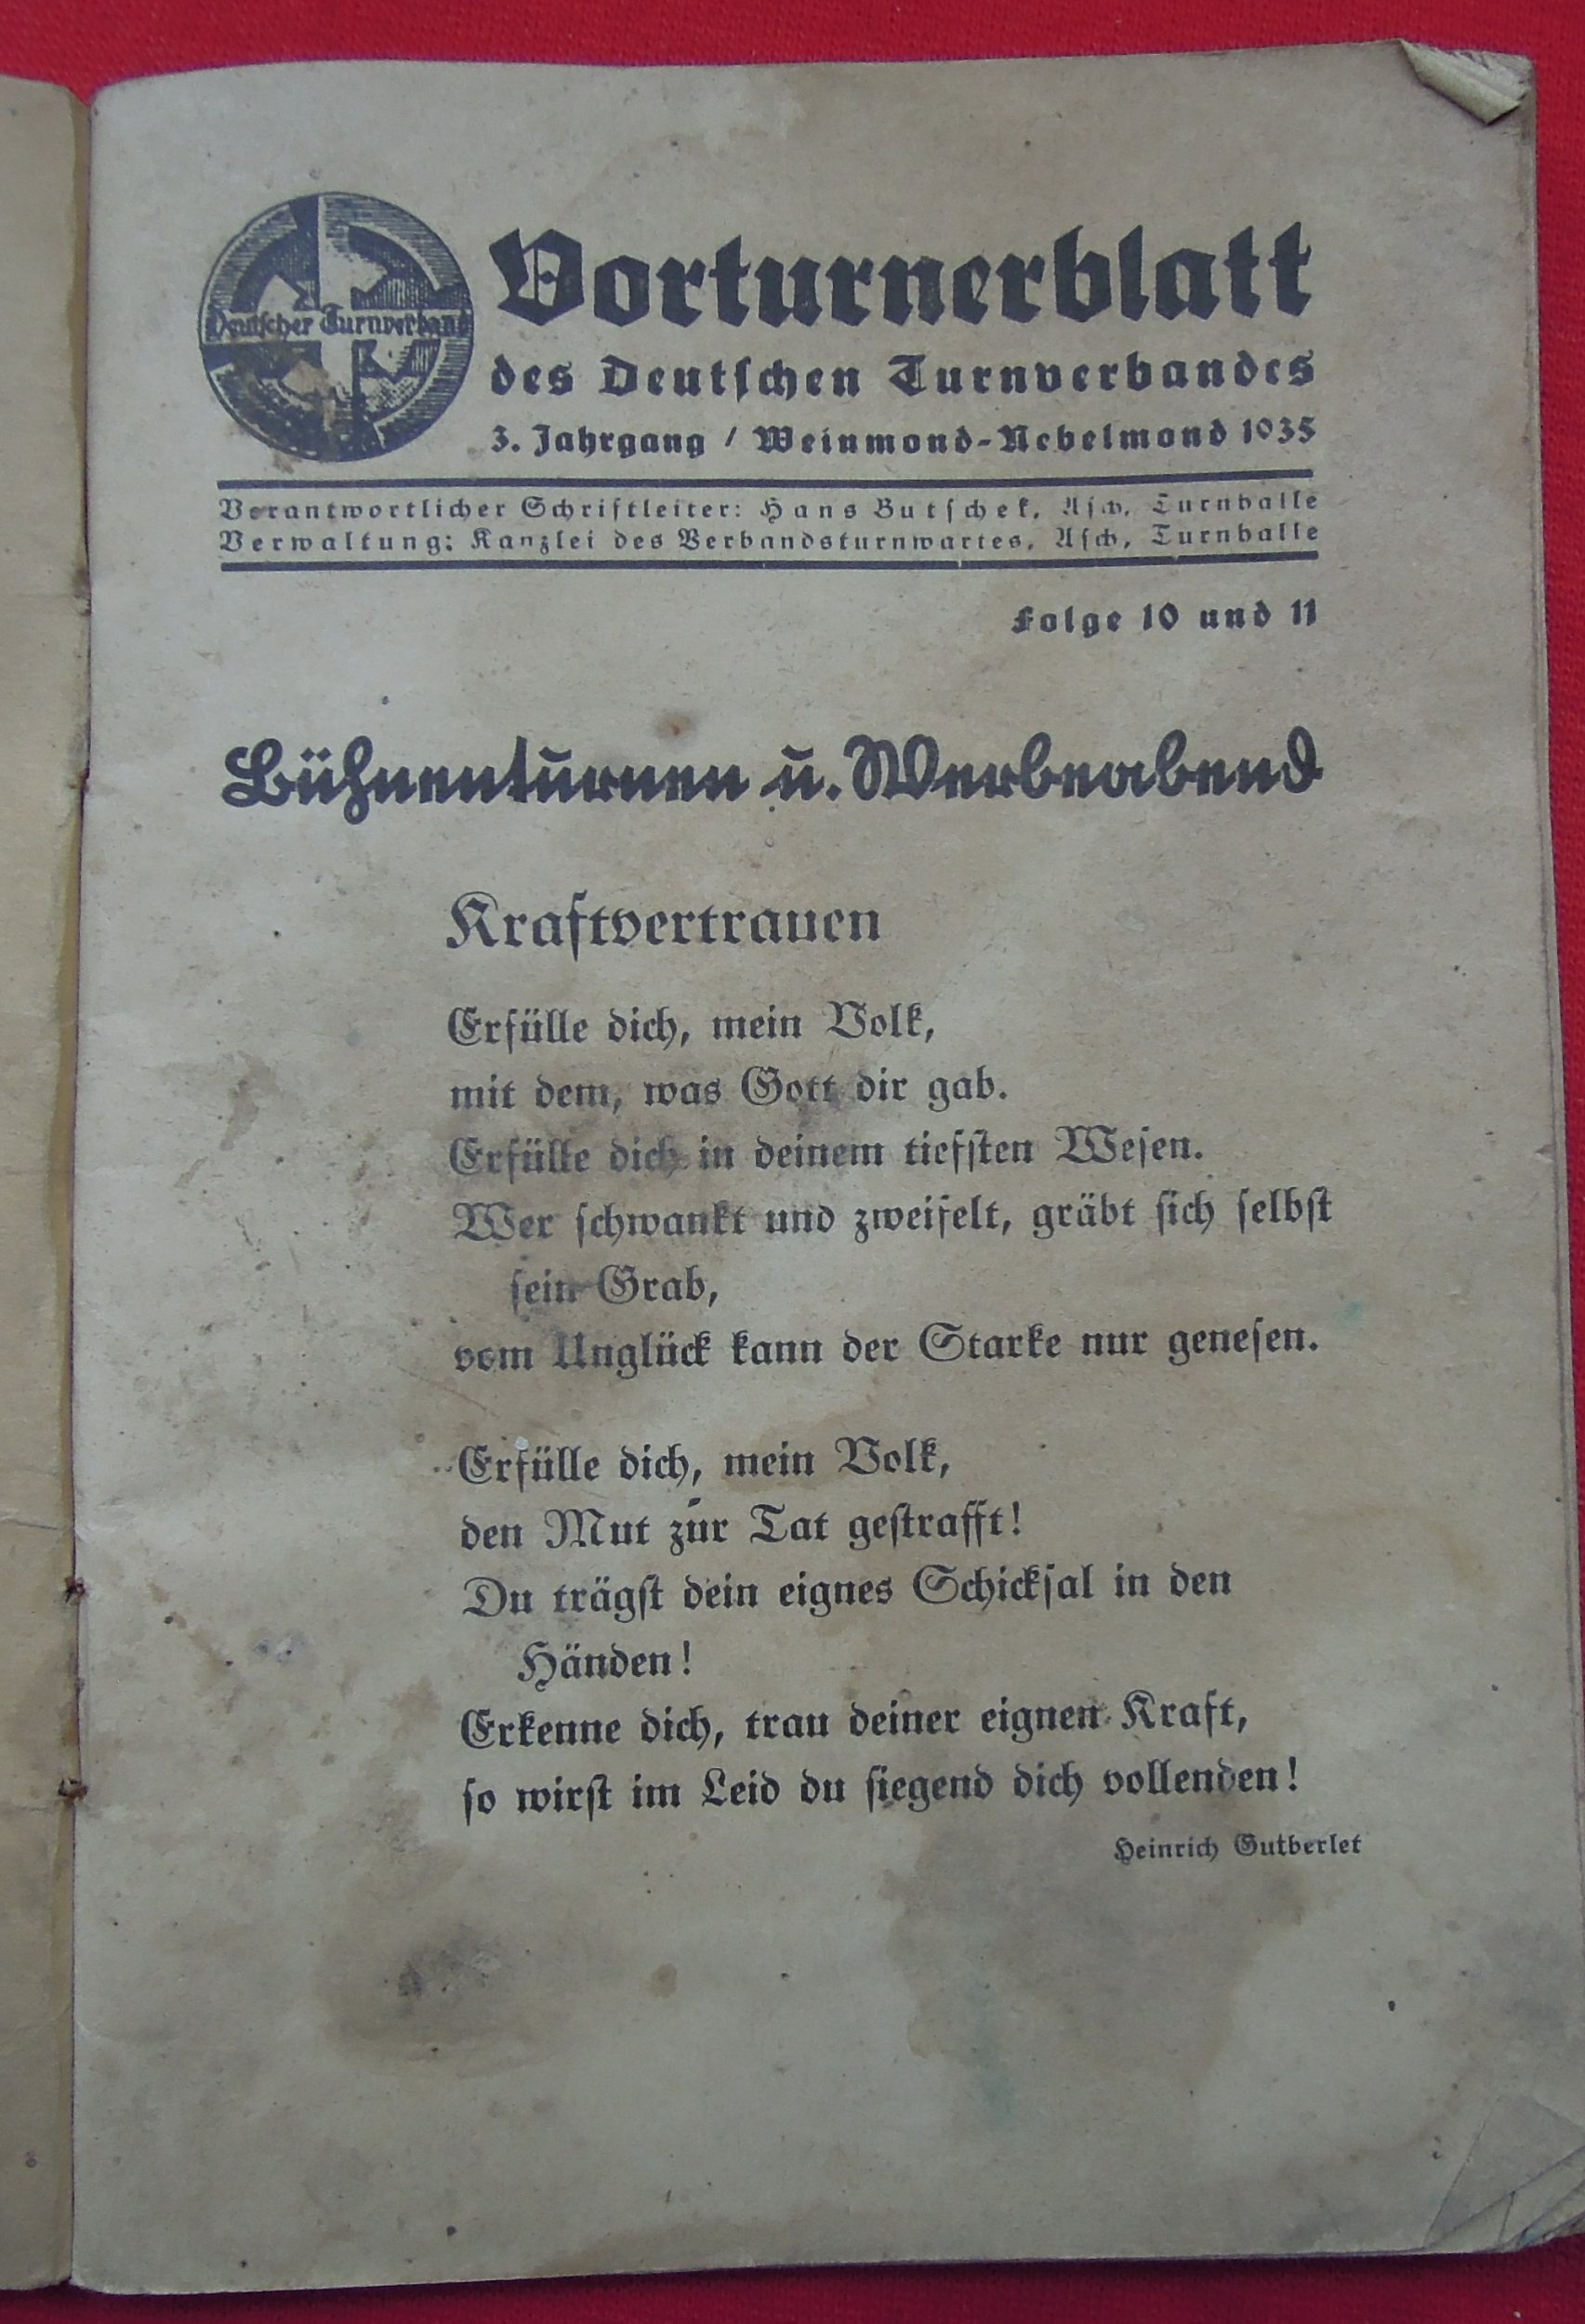 Deutscher Turnverband
Vorturnerblatt
des Deutschen Turnverbandes
3. Jahrgang / Weinmond-Nebelmond 1935
Verantwortlicher Schriftleiter: Hans Butschek, Asch, Turnhalle
Verwaltung: Kanzlei des Verbandsturnwartes, Asch, Turnhalle
Folge 10 und 11
Bühnenturnen u. Werbeabend
Kraftvertrauen
Erfülle dich, mein Volk,
mit dem, was Gott dir gab.
Erfülle dich in deinem tiefsten Wesen.
Wer schwankt und zweifelt, gräbt sich selbst
sein Grab,
vom Unglück kann der Starke nur genesen.
Erfülle dich, mein Volk,
den Mut zur Tat gestrafft!
Du trägst dein eignes Schicksal in den
Händen!
Erkenne dich, trau deiner eignen Kraft,
so wirst im Leid du siegend dich vollenden!
Heinrich Gutberlet